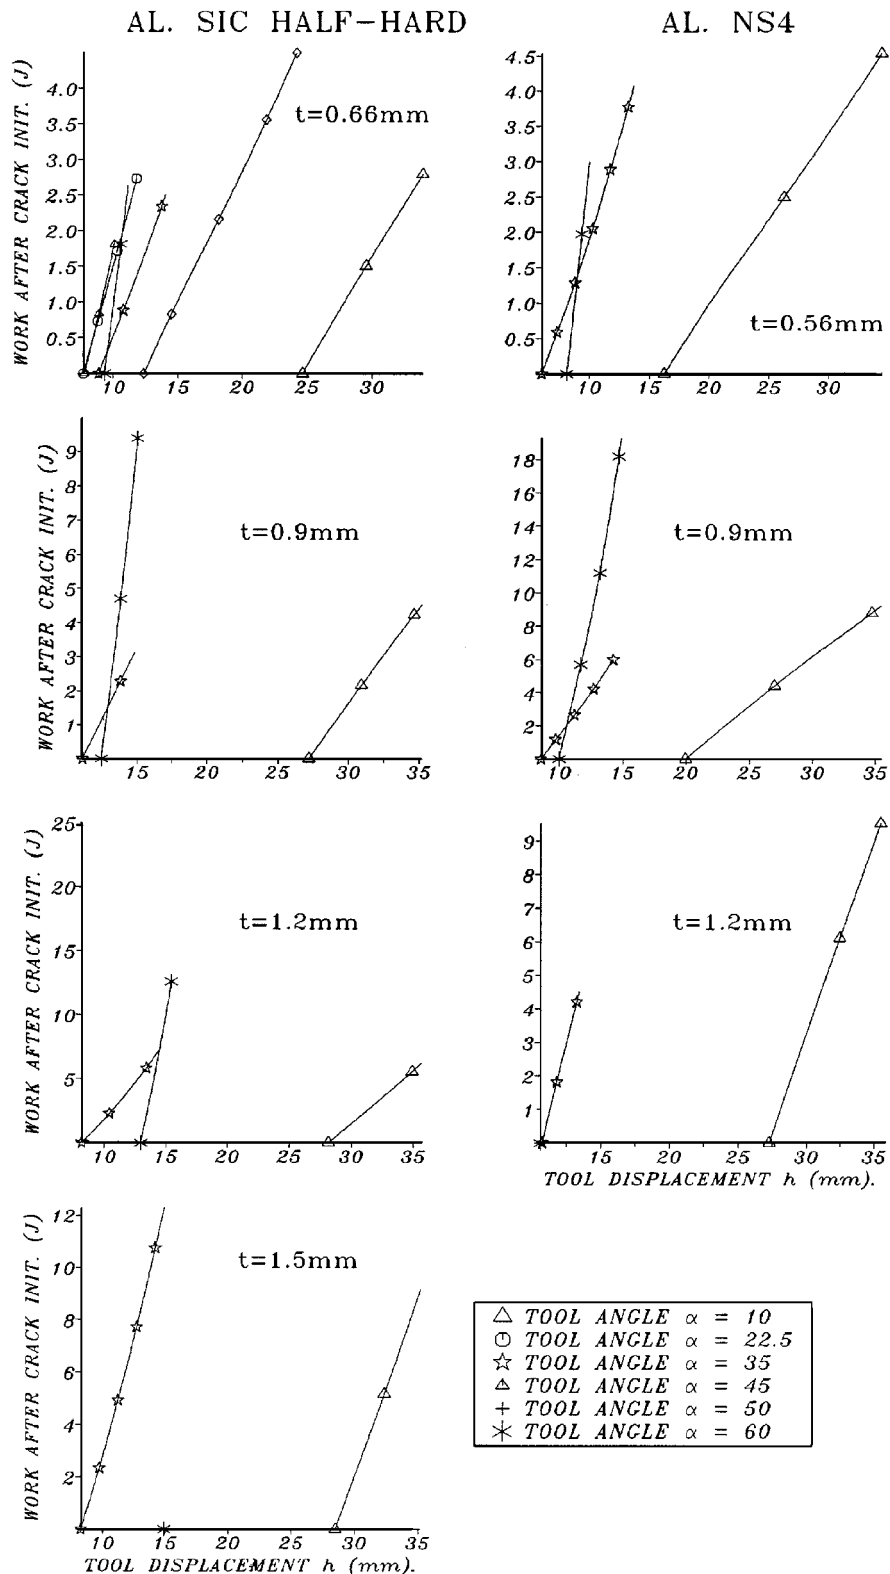 AL. SIC HALF-HARD
AL. NS4
WORK AFTER CRACK INIT. (J)
4.0
3.5
3.0
2.5
2.0
1.5
1.0
0.5
t=0.66mm
10 15 20 25 30
4.5
4.0
3.5
3.0
2.5
2.0
1.5
1.0
0.5
t=0.56mm
10 15 20 25 30
WORK AFTER CRACK INIT. (J)
9
8
7
6
5
4
3
2
1
t=0.9mm
15 20 25 30 35
18
16
14
12
10
8
6
4
2
t=0.9mm
10 15 20 25 30 35
WORK AFTER CRACK INIT. (J)
25
20
15
10
5
t=1.2mm
10 15 20 25 30 35
9
8
7
6
5
4
3
2
1
t=1.2mm
15 20 25 30 35
TOOL DISPLACEMENT h (mm).
WORK AFTER CRACK INIT. (J)
12
10
8
6
4
2
t=1.5mm
10 15 20 25 30 35
TOOL DISPLACEMENT h (mm).
TOOL ANGLE α = 10
TOOL ANGLE α = 22.5
TOOL ANGLE α = 35
TOOL ANGLE α = 45
TOOL ANGLE α = 50
TOOL ANGLE α = 60